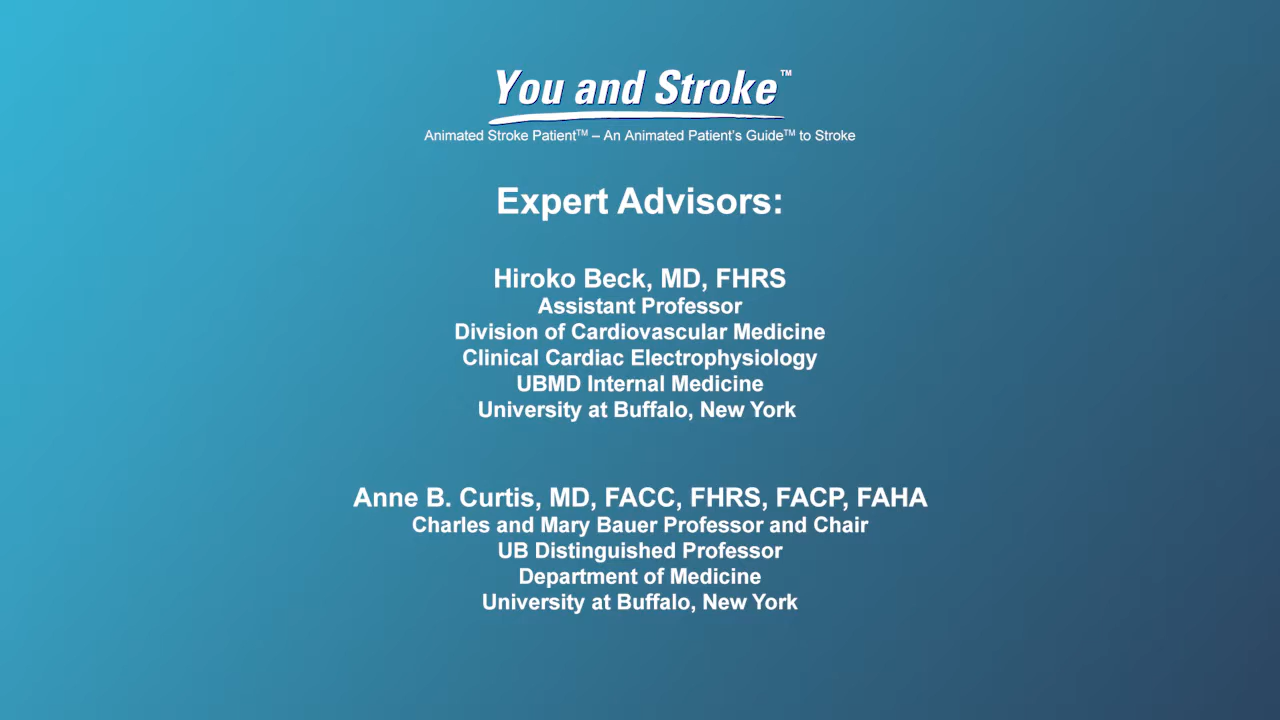 You and Stroke™
Animated Stroke Patient™ – An Animated Patient's Guide™ to Stroke
Expert Advisors:
Hiroko Beck, MD, FHRS
Assistant Professor
Division of Cardiovascular Medicine
Clinical Cardiac Electrophysiology
UBMD Internal Medicine
University at Buffalo, New York
Anne B. Curtis, MD, FACC, FHRS, FACP, FAHA
Charles and Mary Bauer Professor and Chair
UB Distinguished Professor
Department of Medicine
University at Buffalo, New York